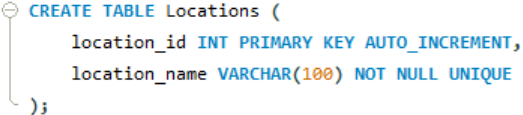 CREATE TABLE Locations (
    location_id INT PRIMARY KEY AUTO_INCREMENT,
    location_name VARCHAR(100) NOT NULL UNIQUE
);